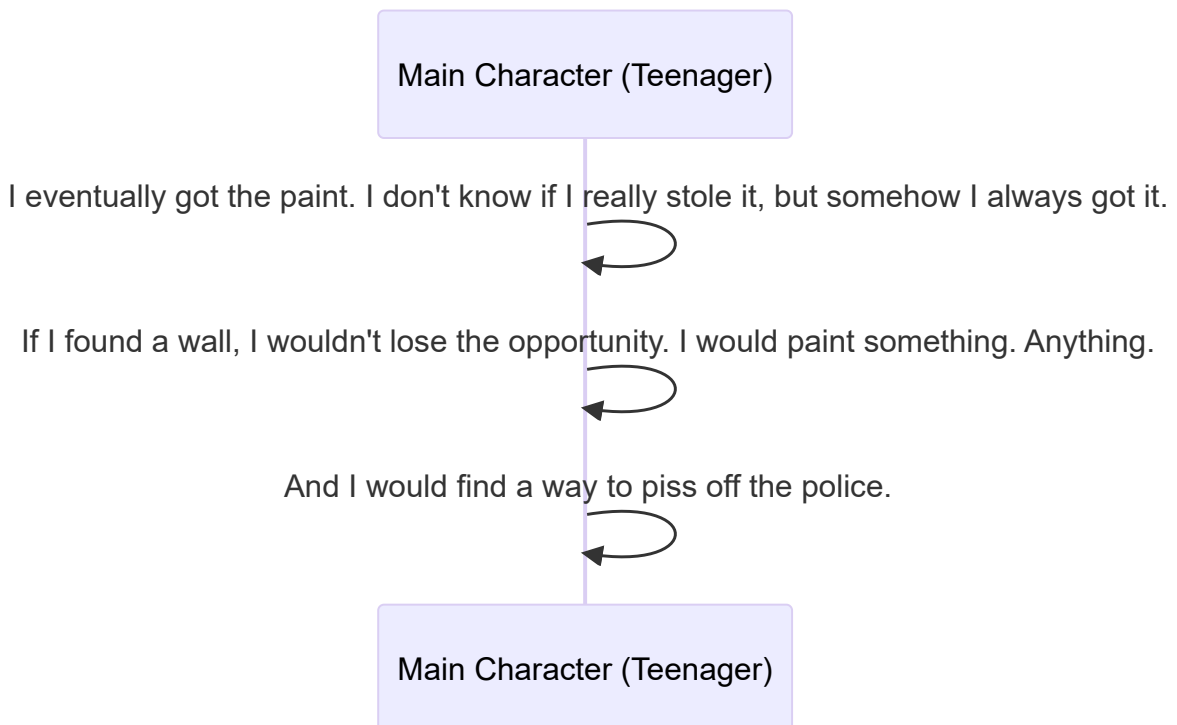 Main Character (Teenager)
I eventually got the paint. I don't know if I really stole it, but somehow I always got it.
If I found a wall, I wouldn't lose the opportunity. I would paint something. Anything.
And I would find a way to piss off the police.
Main Character (Teenager)